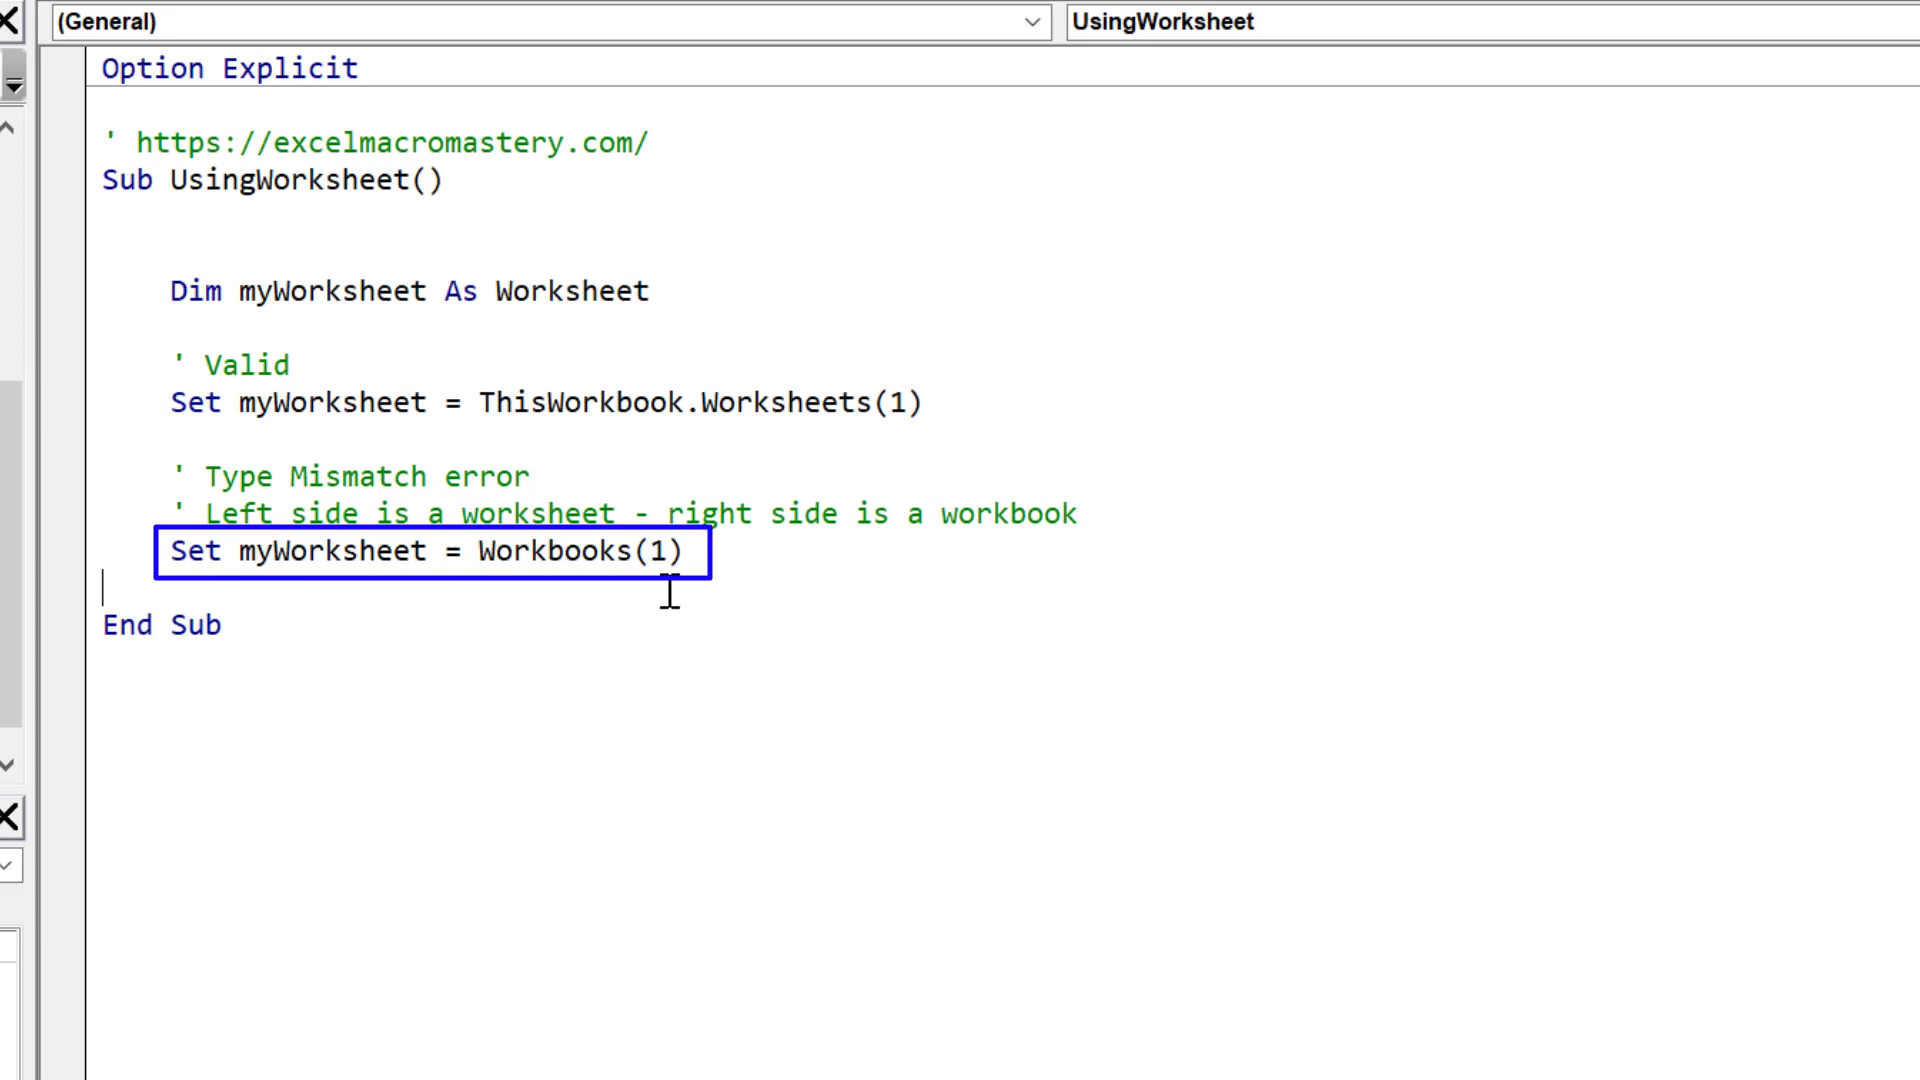 (General)
UsingWorksheet
Option Explicit
' https://excelmacromastery.com/
Sub UsingWorksheet()
Dim myWorksheet As Worksheet
' Valid
Set myWorksheet = ThisWorkbook.Worksheets(1)
' Type Mismatch error
' Left side is a worksheet - right side is a workbook
Set myWorksheet = Workbooks(1)
End Sub